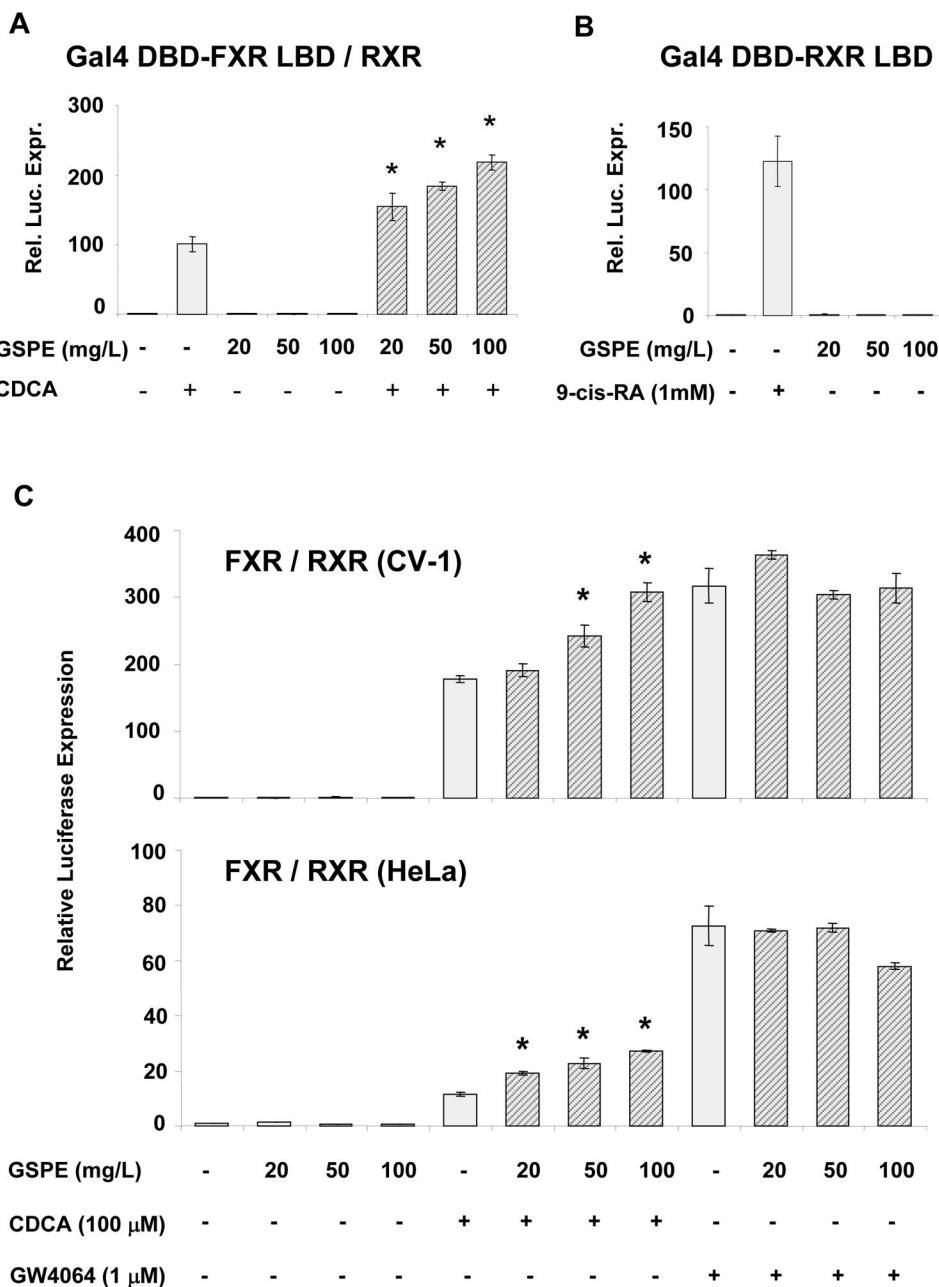 A
Gal4 DBD-FXR LBD / RXR
Rel. Luc. Expr.
300
200
100
0
* * *
GSPE (mg/L) - - 20 50 100 20 50 100
CDCA - + - - - + + +
B
Gal4 DBD-RXR LBD
Rel. Luc. Expr.
150
100
50
0
GSPE (mg/L) - - 20 50 100
9-cis-RA (1mM) - + - - -
C
Relative Luciferase Expression
FXR / RXR (CV-1)
400
300
200
100
0
* *
FXR / RXR (HeLa)
100
80
60
40
20
0
* * *
GSPE (mg/L) - 20 50 100 - 20 50 100 - 20 50 100
CDCA (100 μM) - - - - + + + + - - - -
GW4064 (1 μM) - - - - - - - - + + + +